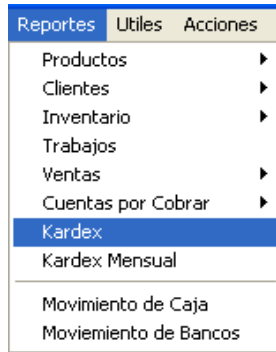 Reportes Utiles Acciones
Productos
Clientes
Inventario
Trabajos
Ventas
Cuentas por Cobrar
Kardex
Kardex Mensual
Movimiento de Caja
Moviemiento de Bancos